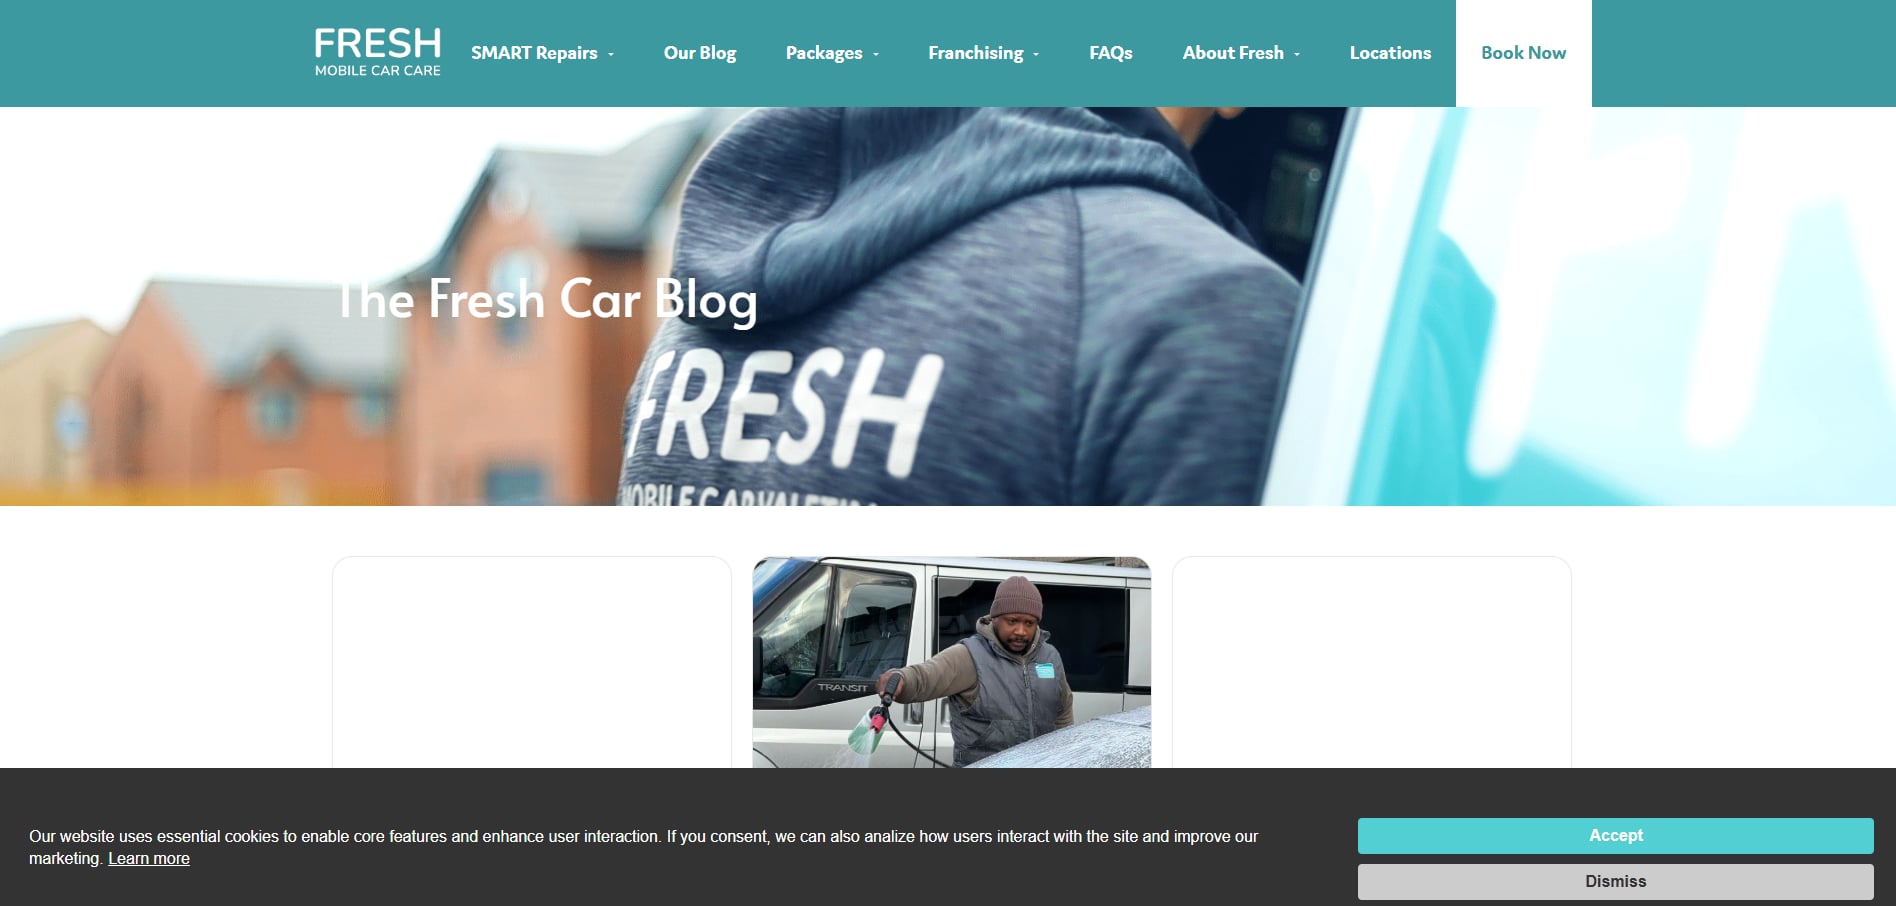 FRESH
MOBILE CAR CARE
SMART Repairs
Our Blog
Packages
Franchising
FAQs
About Fresh
Locations
Book Now
The Fresh Car Blog
FRESH
MOBILE CAR VALETING
TRANSIT
Our website uses essential cookies to enable core features and enhance user interaction. If you consent, we can also analize how users interact with the site and improve our
marketing. Learn more
Accept
Dismiss